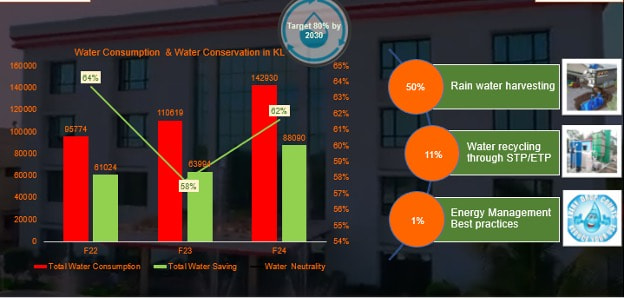 Target 80% by
2030
Water Consumption & Water Conservation in KL
160000
140000
120000
100000
80000
60000
40000
20000
0
65%
64%
63%
62%
61%
60%
59%
58%
57%
56%
55%
54%
95774
61024
64%
110619
63994
58%
142930
88090
62%
F22
F23
F24
Total Water Consumption
Total Water Saving
Water Neutrality
50%
Rain water harvesting
11%
Water recycling
through STP/ETP
1%
Energy Management
Best practices